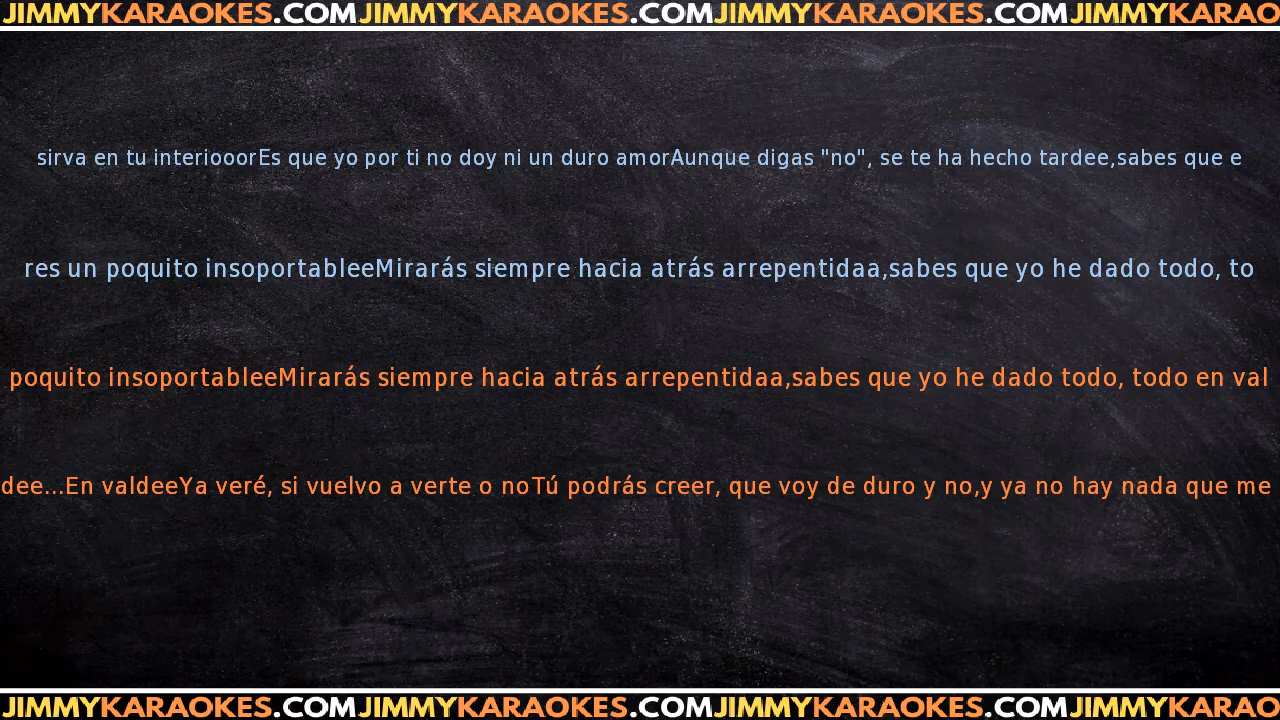 JIMMYKARAOKES.COMJIMMYKARAOKES.COMJIMMYKARAOKES.COMJIMMYKARAO
sirva en tu interiooorEs que yo por ti no doy ni un duro amorAunque digas "no", se te ha hecho tardee,sabes que e
res un poquito insoportableeMirarás siempre hacia atrás arrepentidaa,sabes que yo he dado todo, to
poquito insoportableeMirarás siempre hacia atrás arrepentidaa,sabes que yo he dado todo, todo en val
dee...En valdeeYa veré, si vuelvo a verte o noTú podrás creer, que voy de duro y no,y ya no hay nada que me
JIMMYKARAOKES.COMJIMMYKARAOKES.COMJIMMYKARAOKES.COMJIMMYKARAO